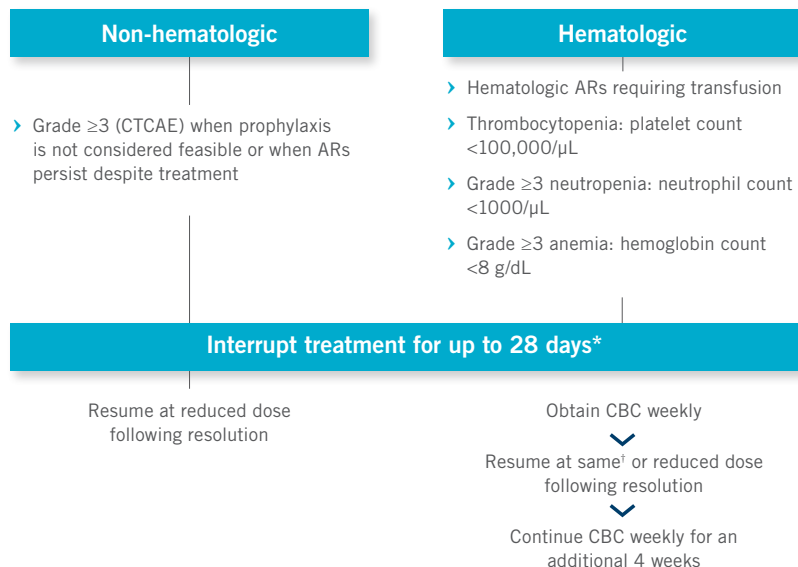 Non-hematologic
Grade ≥3 (CTCAE) when prophylaxis
is not considered feasible or when ARs
persist despite treatment
Hematologic
Hematologic ARs requiring transfusion
Thrombocytopenia: platelet count
<100,000/µL
Grade ≥3 neutropenia: neutrophil count
<1000/µL
Grade ≥3 anemia: hemoglobin count
<8 g/dL
Interrupt treatment for up to 28 days*
Resume at reduced dose
following resolution
Obtain CBC weekly
Resume at same† or reduced dose
following resolution
Continue CBC weekly for an
additional 4 weeks